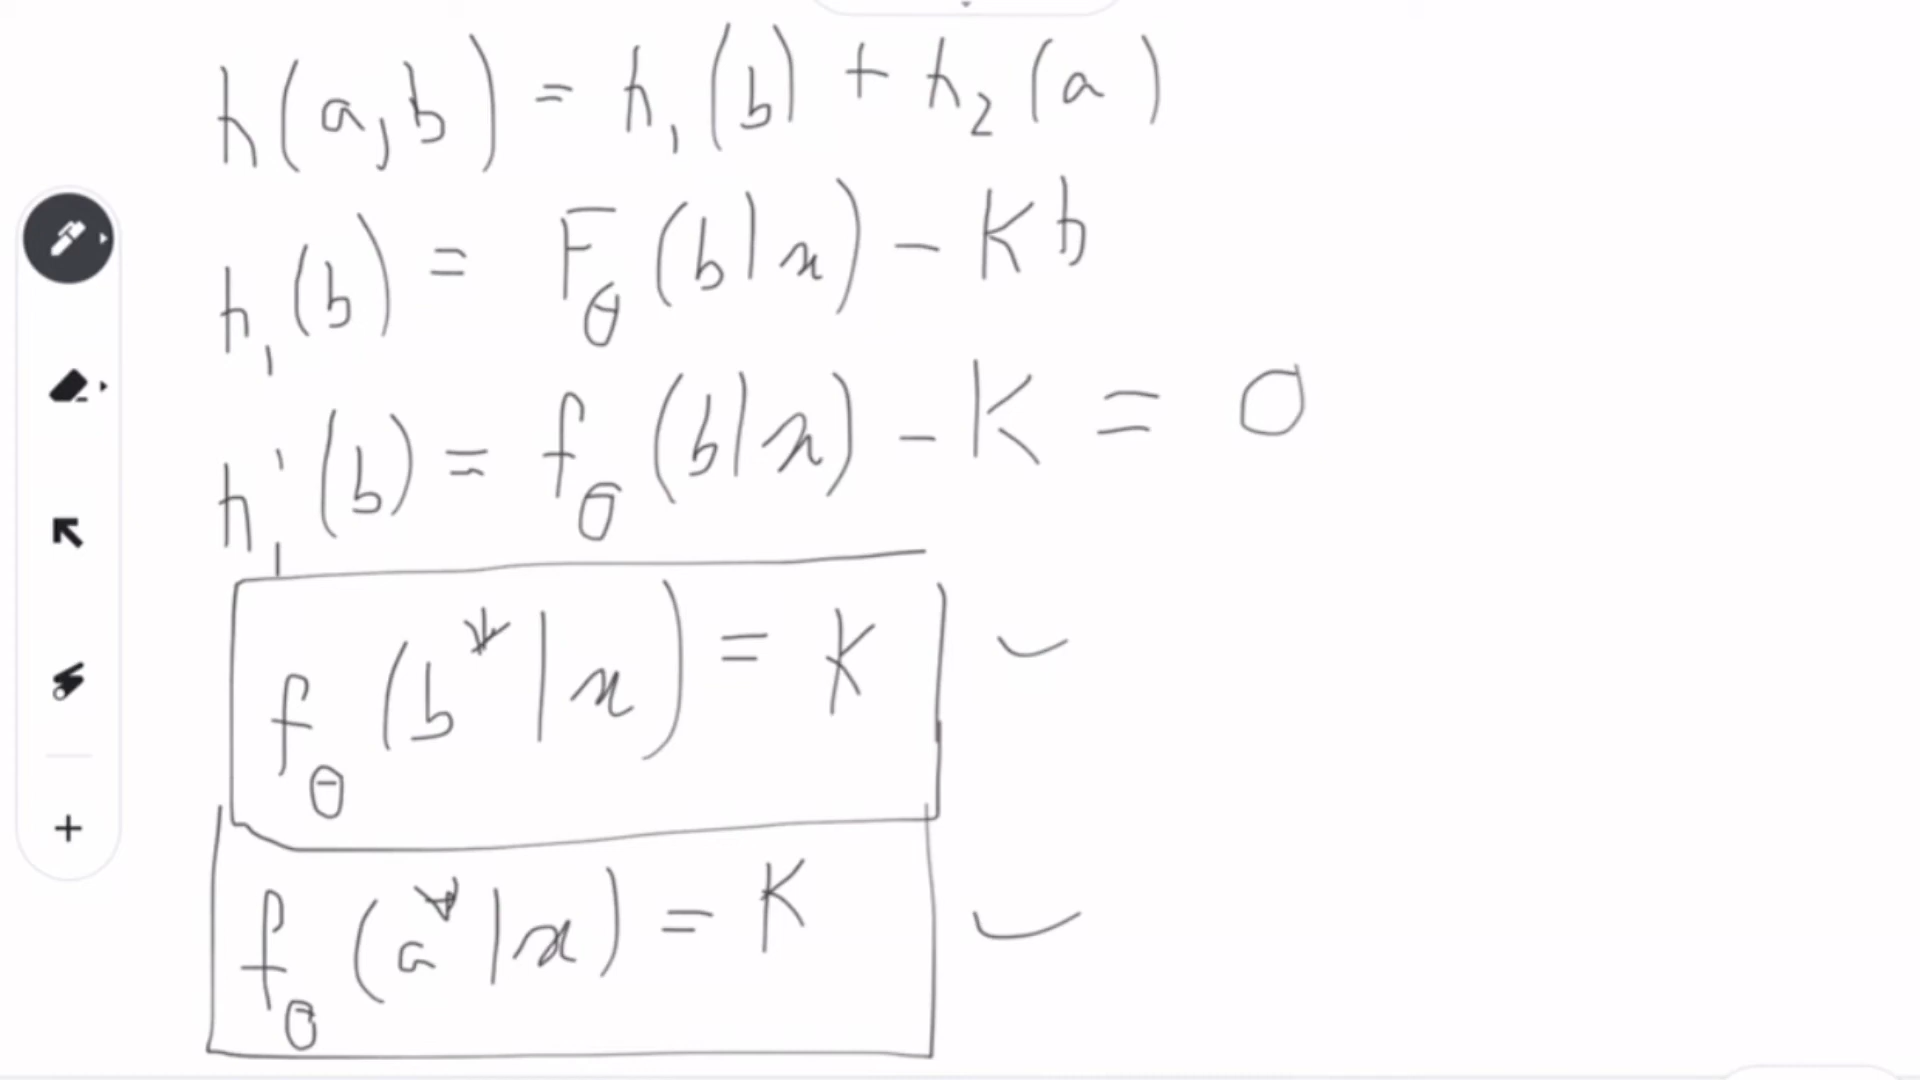 h(a,b) = h₁(b) + h₂(a)
h₁(b) = F_θ(b|x) - Kb
h₁'(b) = f_θ(b|x) - K = 0
f_θ(b*|x) = K ✓
f_θ(a*|x) = K ✓